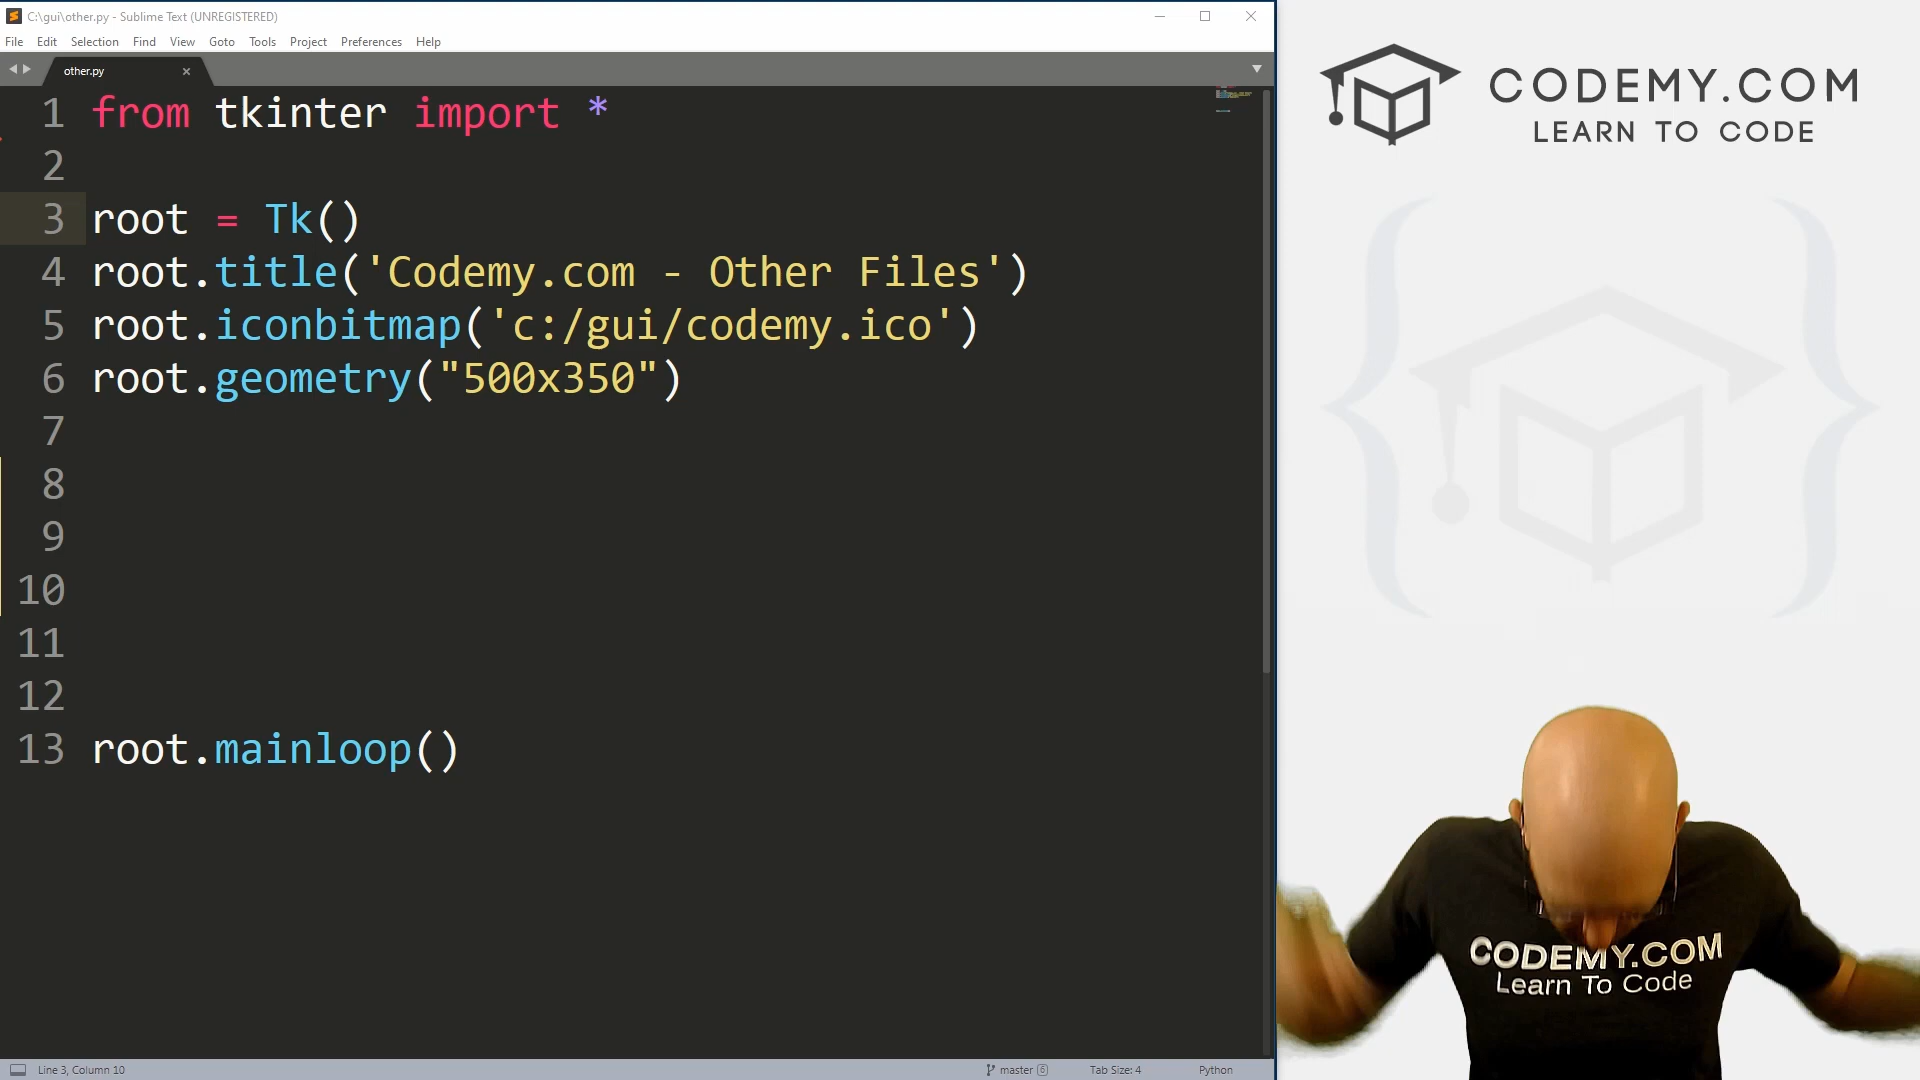 C:\gui\other.py - Sublime Text (UNREGISTERED)
File Edit Selection Find View Goto Tools Project Preferences Help
other.py
1 from tkinter import *
2
3 root = Tk()
4 root.title('Codemy.com - Other Files')
5 root.iconbitmap('c:/gui/codemy.ico')
6 root.geometry("500x350")
7
8
9
10
11
12
13 root.mainloop()
Line 3, Column 10
master 6
Tab Size: 4
Python
CODEMY.COM
LEARN TO CODE
CODEMY.COM
Learn To Code